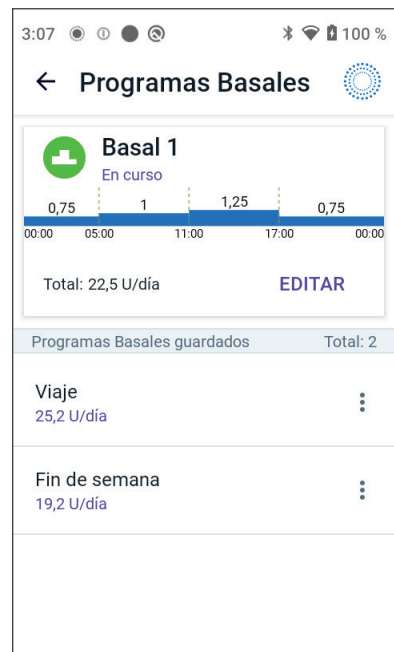 3:07 100 %
Programas Basales
Basal 1
En curso
0,75 1 1,25 0,75
00:00 05:00 11:00 17:00 00:00
Total: 22,5 U/día EDITAR
Programas Basales guardados Total: 2
Viaje
25,2 U/día
Fin de semana
19,2 U/día